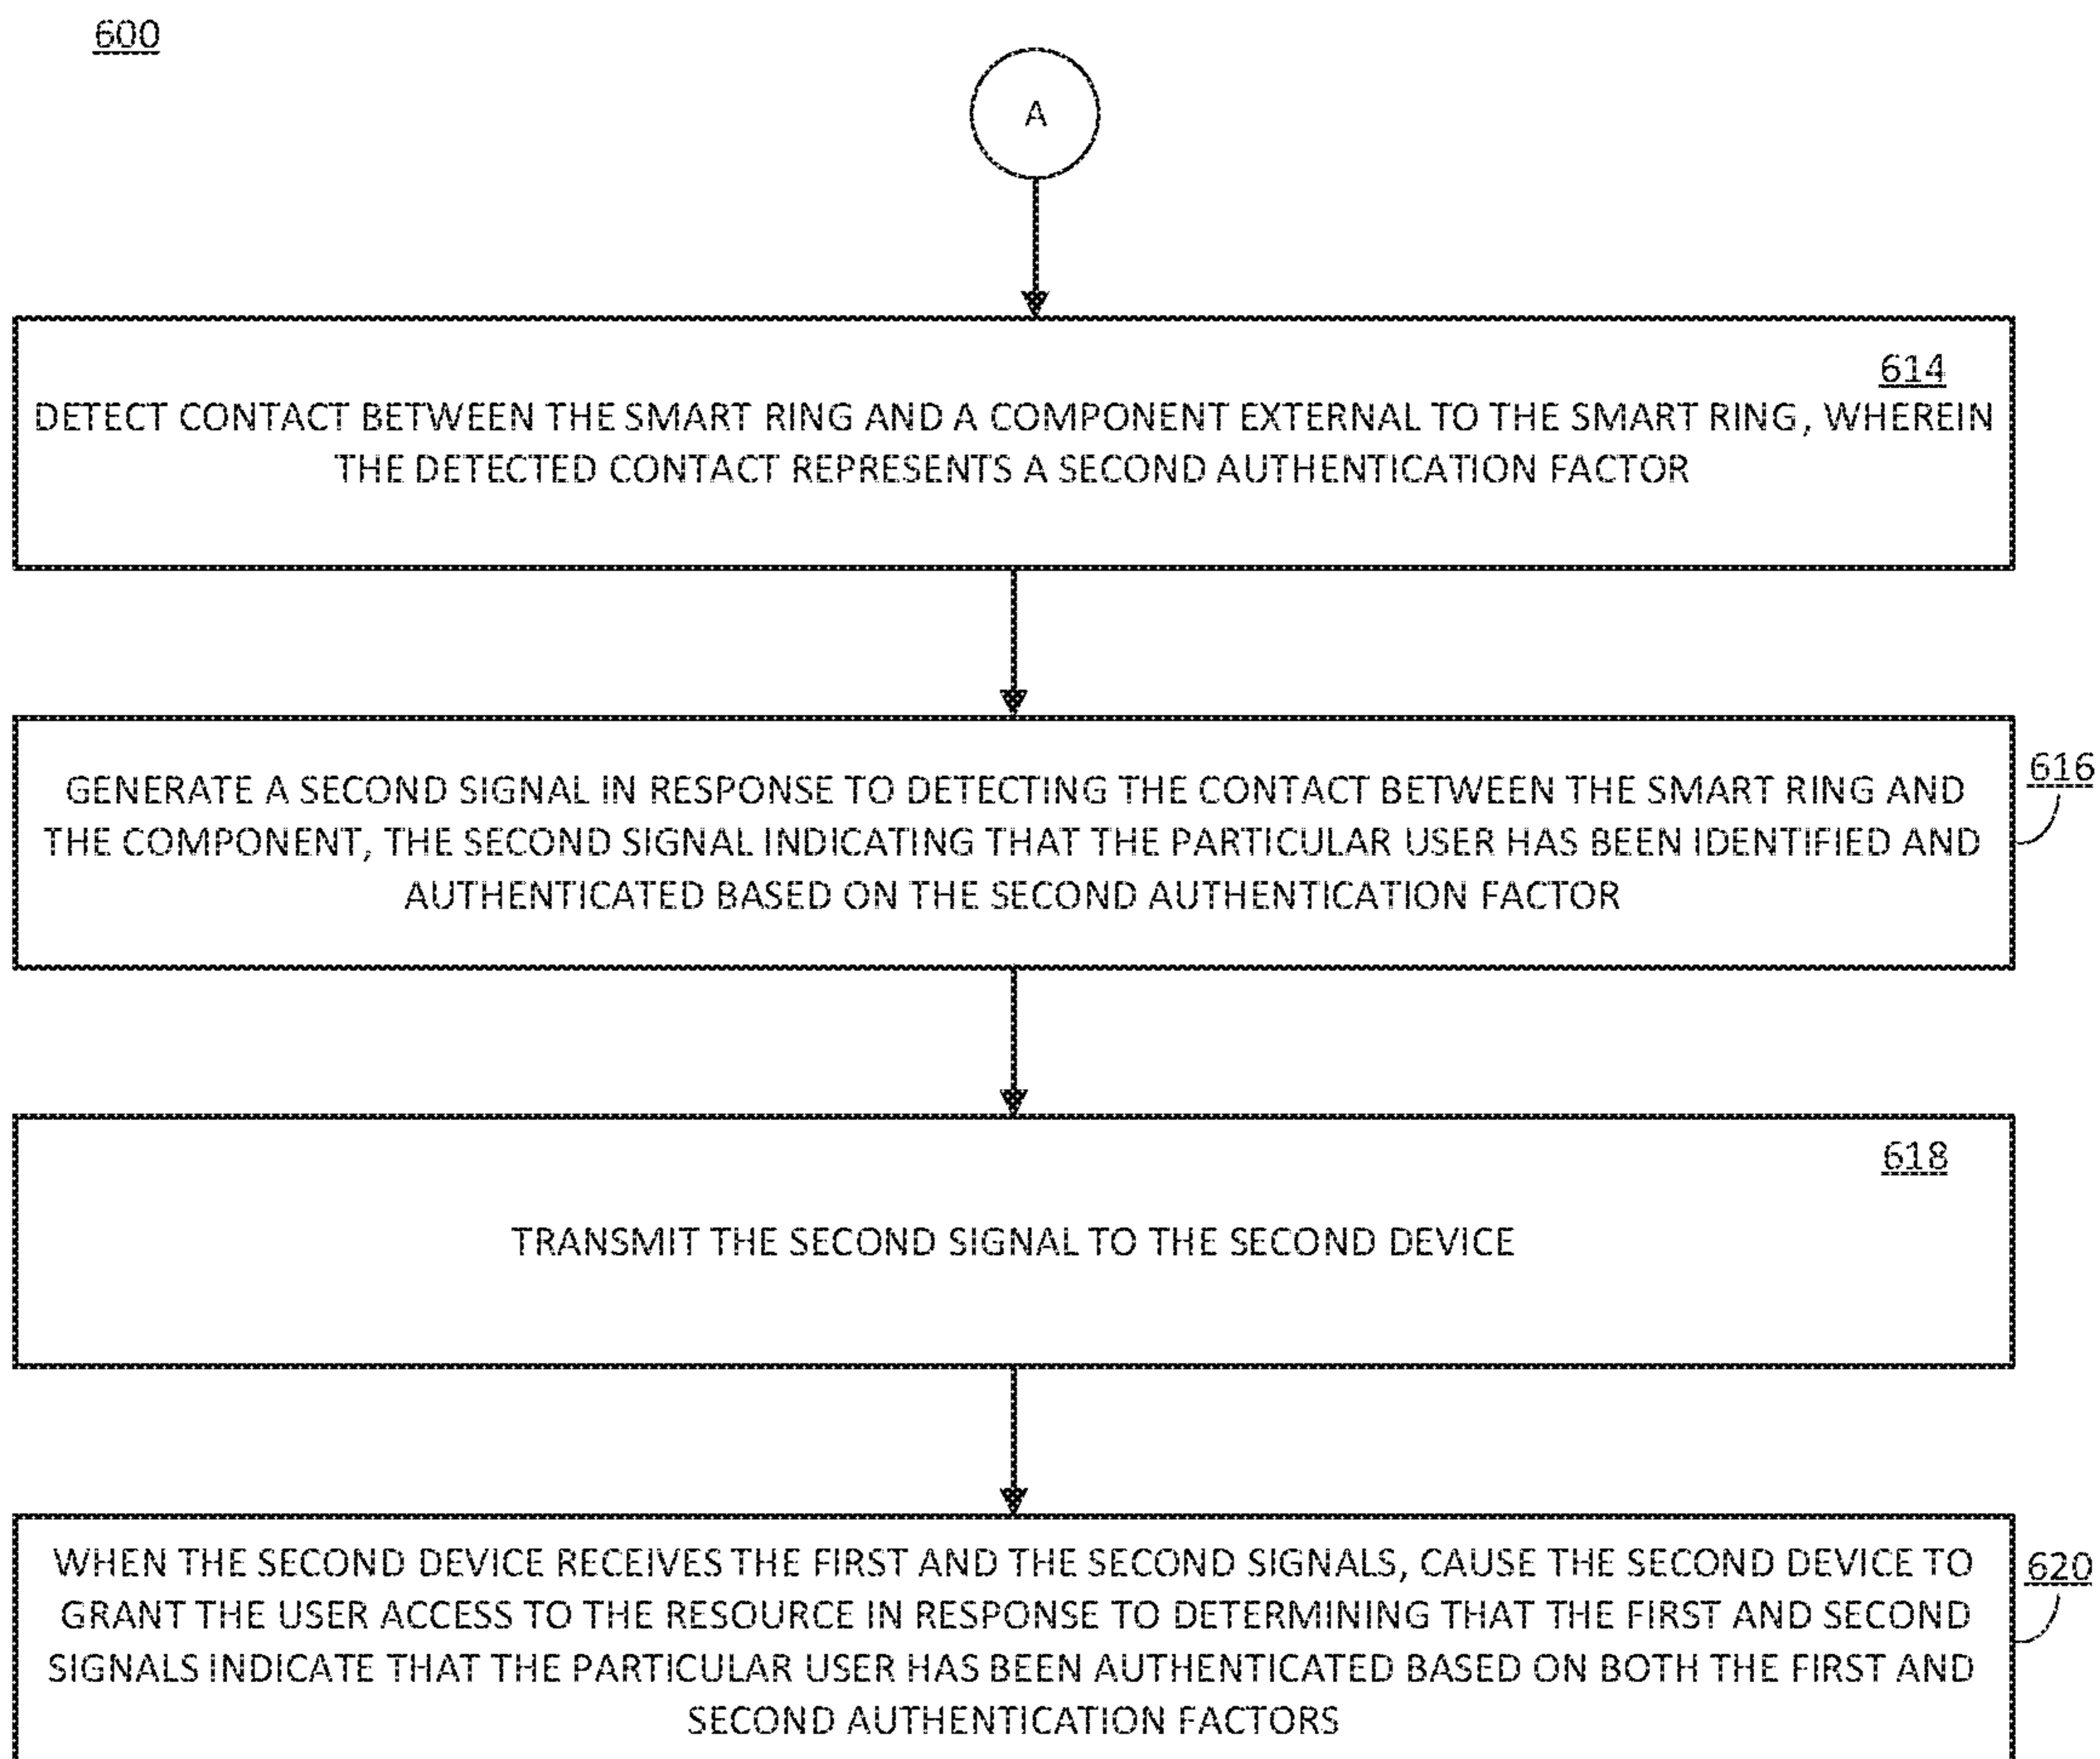 600
A
614
DETECT CONTACT BETWEEN THE SMART RING AND A COMPONENT EXTERNAL TO THE SMART RING, WHEREIN
THE DETECTED CONTACT REPRESENTS A SECOND AUTHENTICATION FACTOR
616
GENERATE A SECOND SIGNAL IN RESPONSE TO DETECTING THE CONTACT BETWEEN THE SMART RING AND
THE COMPONENT, THE SECOND SIGNAL INDICATING THAT THE PARTICULAR USER HAS BEEN IDENTIFIED AND
AUTHENTICATED BASED ON THE SECOND AUTHENTICATION FACTOR
618
TRANSMIT THE SECOND SIGNAL TO THE SECOND DEVICE
WHEN THE SECOND DEVICE RECEIVES THE FIRST AND THE SECOND SIGNALS, CAUSE THE SECOND DEVICE TO
620
GRANT THE USER ACCESS TO THE RESOURCE IN RESPONSE TO DETERMINING THAT THE FIRST AND SECOND
SIGNALS INDICATE THAT THE PARTICULAR USER HAS BEEN AUTHENTICATED BASED ON BOTH THE FIRST AND
SECOND AUTHENTICATION FACTORS